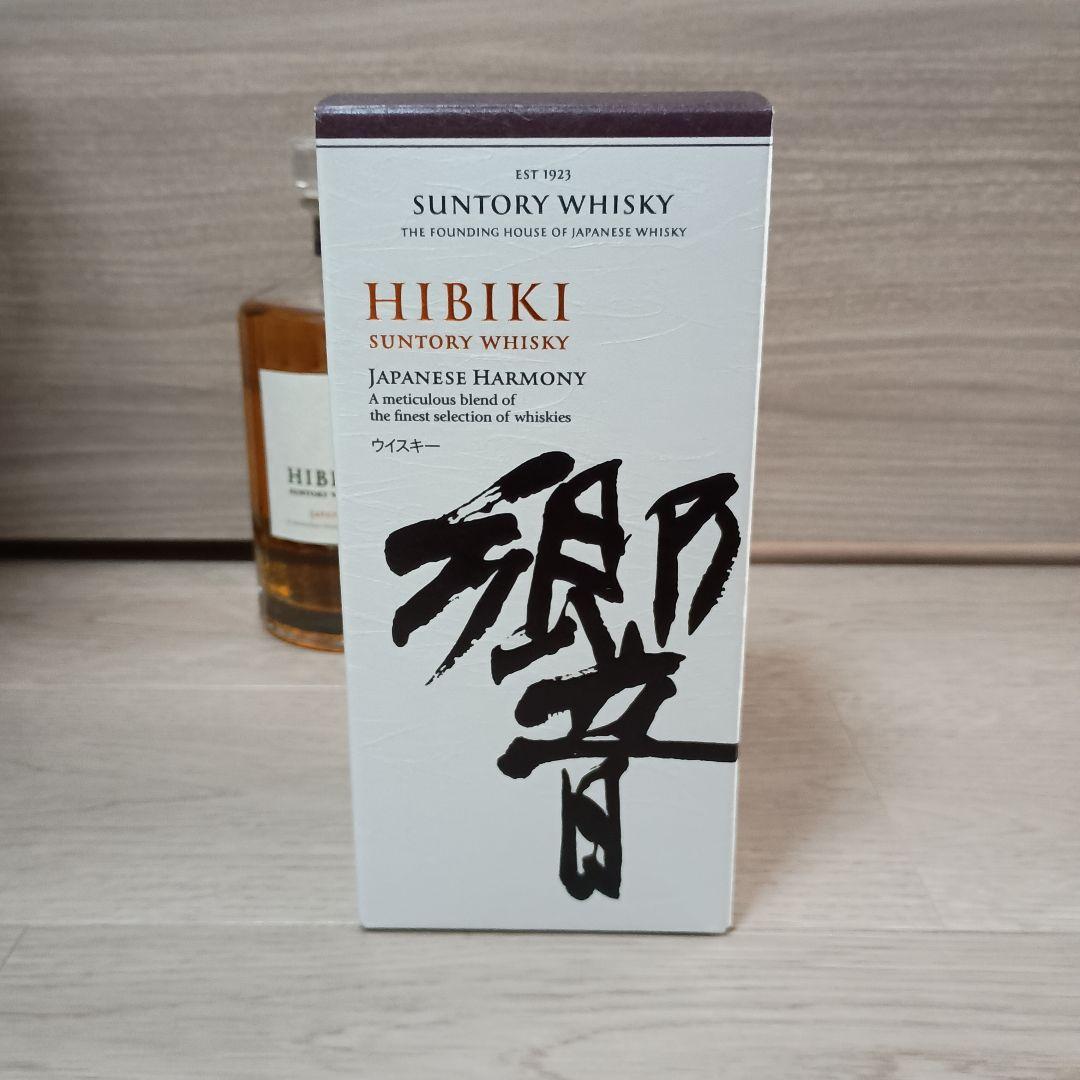 EST 1923
SUNTORY WHISKY
THE FOUNDING HOUSE OF JAPANESE WHISKY
HIBIKI
SUNTORY WHISKY
JAPANESE HARMONY
A meticulous blend of
the finest selection of whiskies
ウイスキー
響